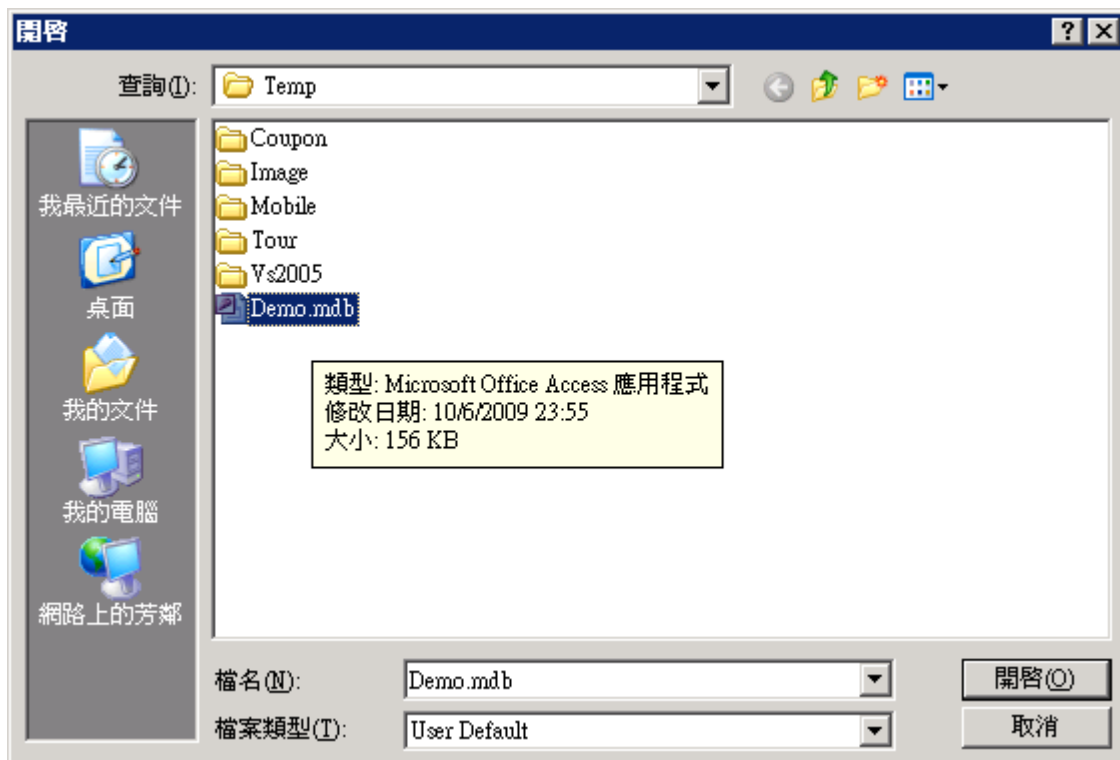 開啟
查詢(I):
Temp
我最近的文件
桌面
我的文件
我的電腦
網路上的芳鄰
Coupon
Image
Mobile
Tour
Vs2005
Demo.mdb
類型: Microsoft Office Access 應用程式
修改日期: 10/6/2009 23:55
大小: 156 KB
檔名(N):
Demo.mdb
開啟(O)
檔案類型(T):
User Default
取消